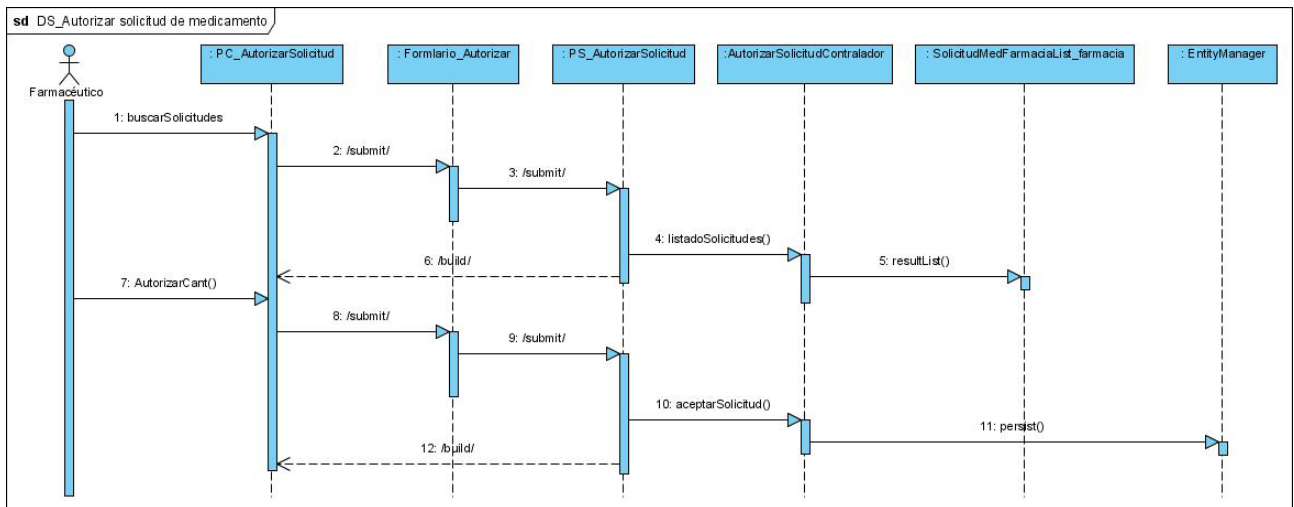 sd DS_Autorizar solicitud de medicamento
: PC_AutorizarSolicitud
: Formlario_Autorizar
: PS_AutorizarSolicitud
:AutorizarSolicitudContralador
: SolicitudMedFarmaciaList_farmacia
: EntityManager
Farmacéutico
1: buscarSolicitudes
2: /submit/
3: /submit/
4: listadoSolicitudes()
5: resultList()
6: /build/
7: AutorizarCant()
8: /submit/
9: /submit/
10: aceptarSolicitud()
11: persist()
12: /build/